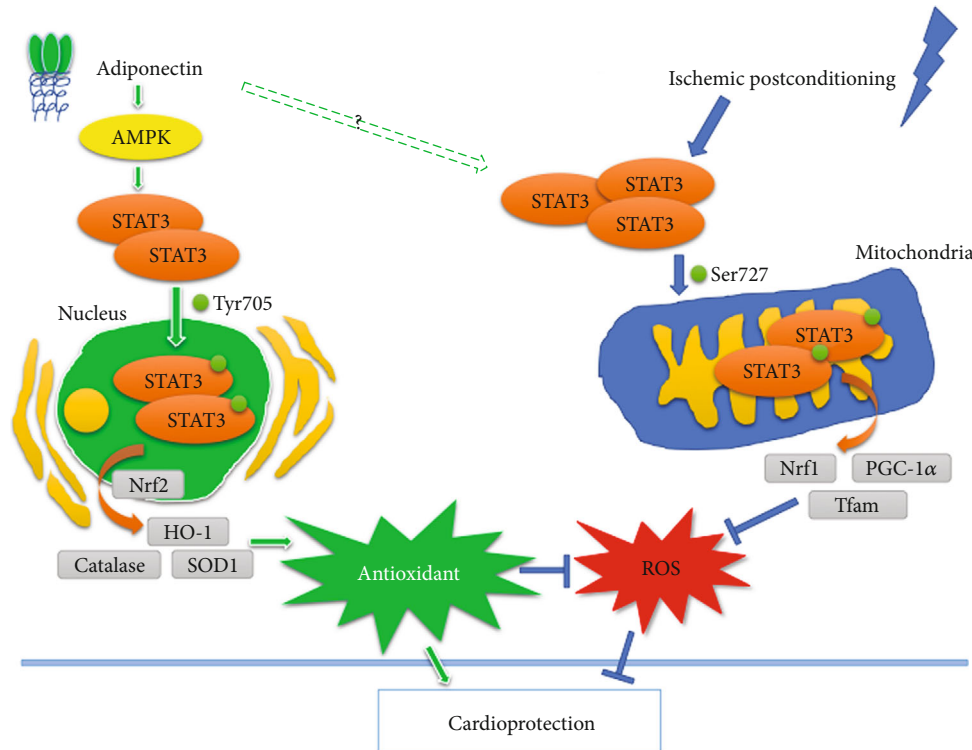 Adiponectin
Ischemic postconditioning
?
AMPK
STAT3
STAT3
STAT3
STAT3
STAT3
Mitochondria
Ser727
Tyr705
Nucleus
STAT3
STAT3
STAT3
STAT3
Nrf2
Nrf1
PGC-1α
Tfam
HO-1
Catalase
SOD1
Antioxidant
ROS
Cardioprotection